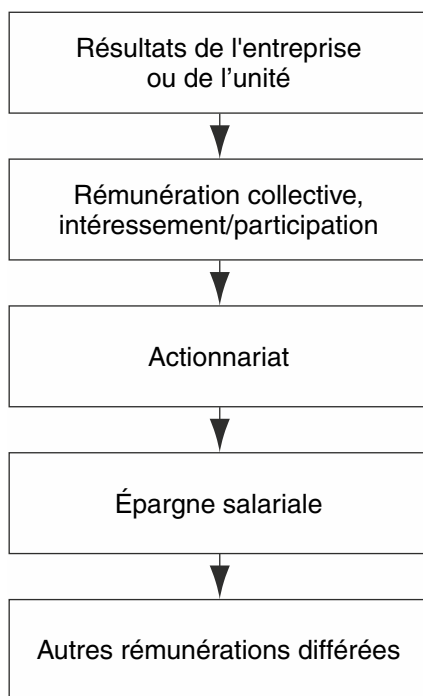 Résultats de l'entreprise
ou de l’unité
Rémunération collective,
intéressement/participation
Actionnariat
Épargne salariale
Autres rémunérations différées